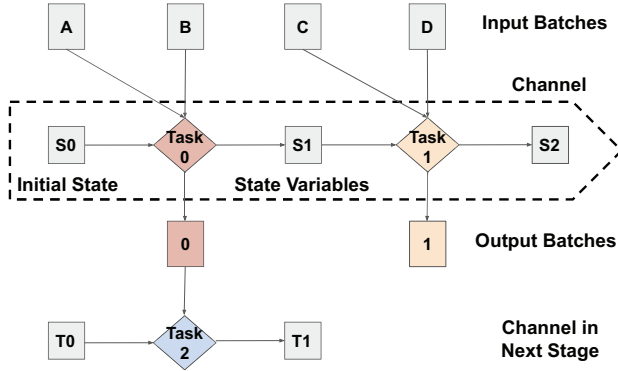 A
B
C
D
Input Batches
Channel
S0
Task
0
S1
Task
1
S2
Initial State
State Variables
0
1
Output Batches
T0
Task
2
T1
Channel in
Next Stage